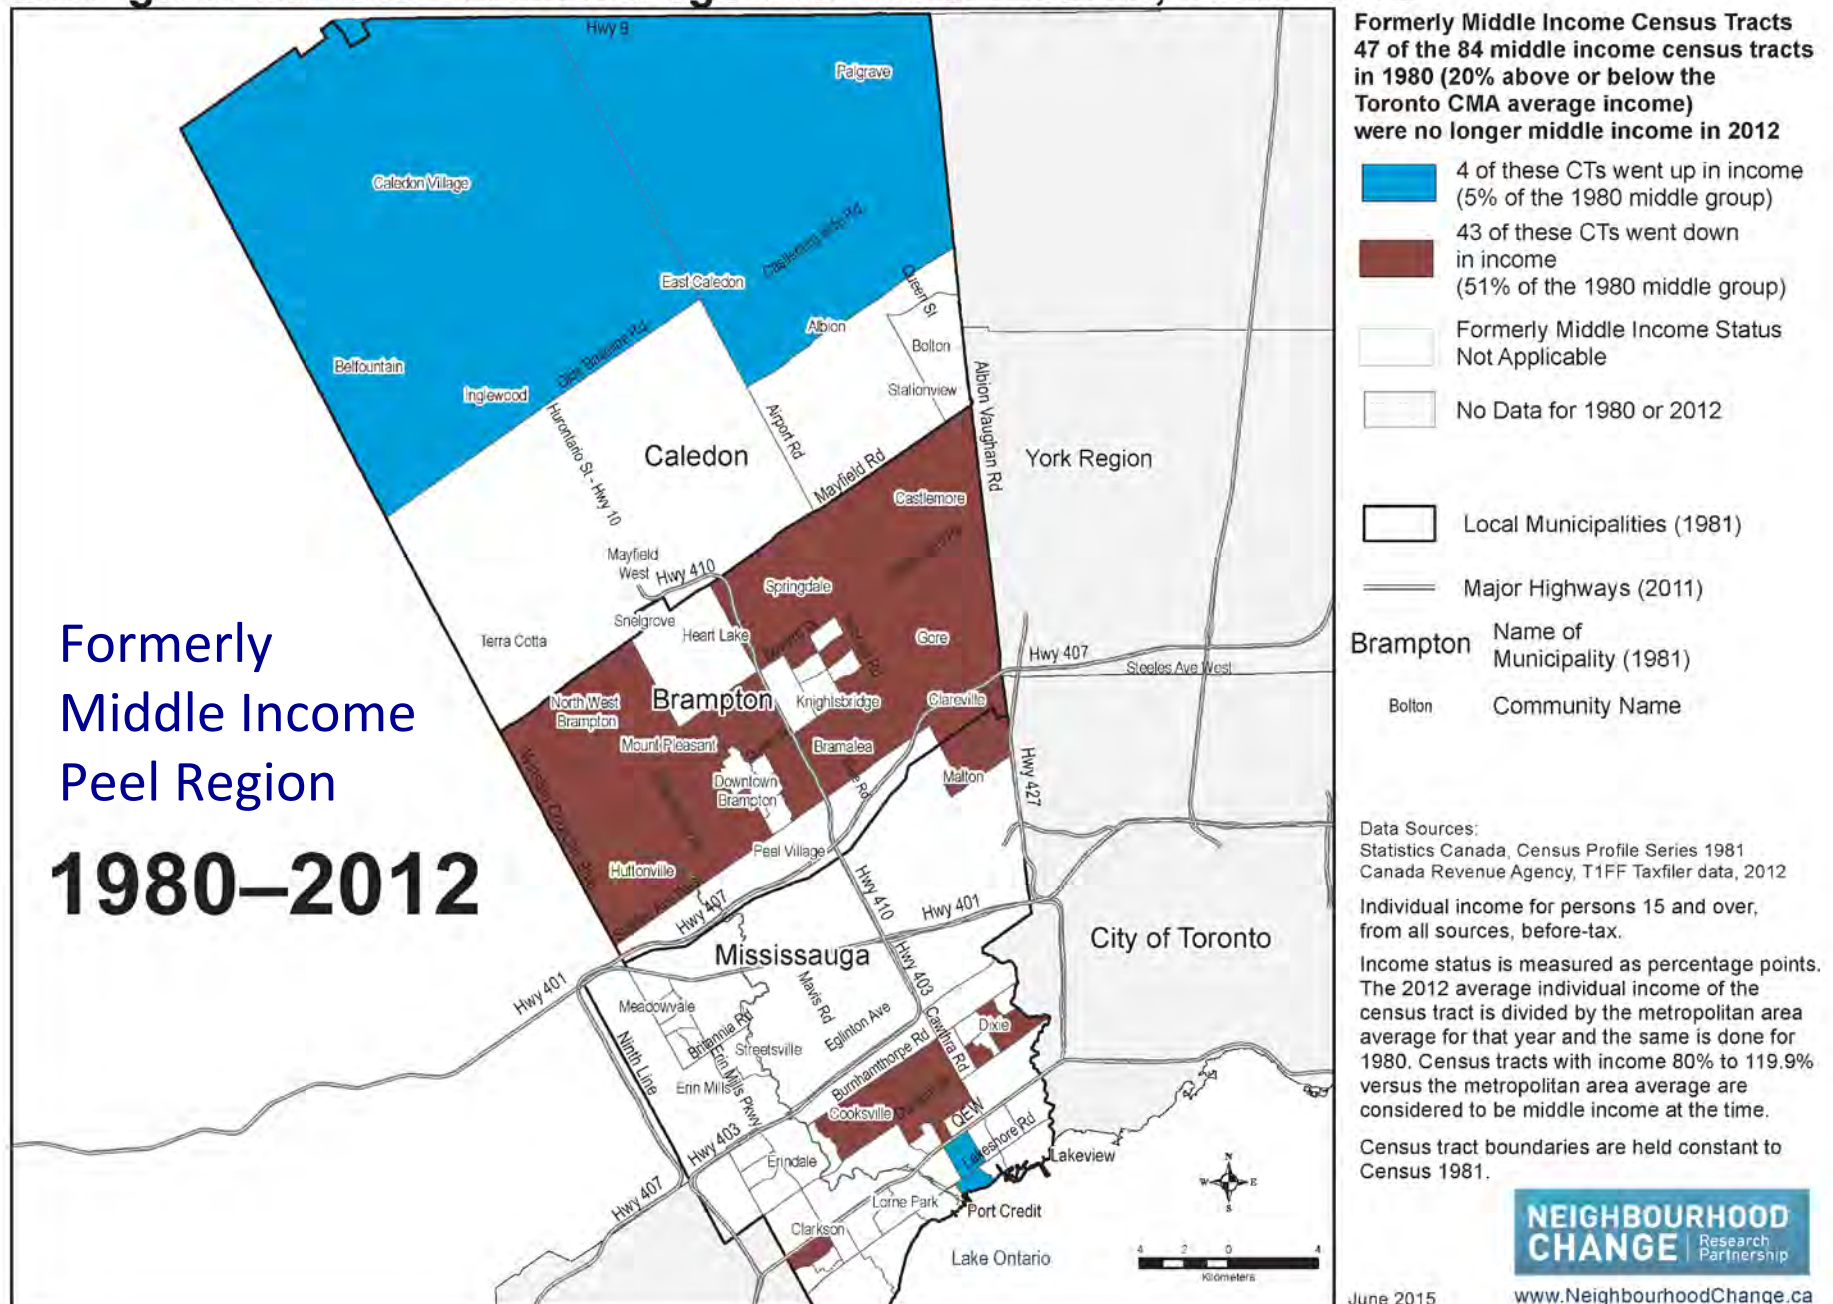 Formerly Middle Income Census Tracts
47 of the 84 middle income census tracts
in 1980 (20% above or below the
Toronto CMA average income)
were no longer middle income in 2012
4 of these CTs went up in income
(5% of the 1980 middle group)
43 of these CTs went down
in income
(51% of the 1980 middle group)
Formerly Middle Income Status
Not Applicable
No Data for 1980 or 2012
Local Municipalities (1981)
Major Highways (2011)
Brampton
Name of
Municipality (1981)
Bolton
Community Name
Data Sources:
Statistics Canada, Census Profile Series 1981
Canada Revenue Agency, T1FF Taxfiler data, 2012
Individual income for persons 15 and over,
from all sources, before-tax.
Income status is measured as percentage points.
The 2012 average individual income of the
census tract is divided by the metropolitan area
average for that year and the same is done for
1980. Census tracts with income 80% to 119.9%
versus the metropolitan area average are
considered to be middle income at the time.
Census tract boundaries are held constant to
Census 1981.
NEIGHBOURHOOD
CHANGE
Research
Partnership
June 2015
www.NeighbourhoodChange.ca
Formerly
Middle Income
Peel Region
1980–2012
Hwy 9
Palgrave
Caledon Village
East Caledon
Queen St
Albion
Bolton
Belfountain
Inglewood
Stationview
Hurontario St - Hwy 10
Airport Rd
Albion Vaughan Rd
Caledon
Mayfield Rd
York Region
Castlemore
Mayfield
West
Hwy 410
Springdale
Snelgrove
Heart Lake
Terra Cotta
Gore
Hwy 407
Steeles Ave West
North West
Brampton
Brampton
Knightsbridge
Clareville
Mount Pleasant
Bramalea
Downtown
Brampton
Malton
Hwy 427
Peel Village
Huttonville
Hwy 407
Hwy 410
Hwy 401
City of Toronto
Mississauga
Hwy 401
Hwy 403
Meadowvale
Mavis Rd
Britannia Rd
Eglinton Ave
Cawthra Rd
Dixie
Streetsville
Ninth Line
Erin Mills
Erin Mills Pkwy
Burnhamthorpe Rd
Cooksville
QEW
Lakeshore Rd
Hwy 403
Lakeview
Erindale
Hwy 407
Lorne Park
Port Credit
Clarkson
Lake Ontario
N
W
E
S
4 2 0 4
Kilometers